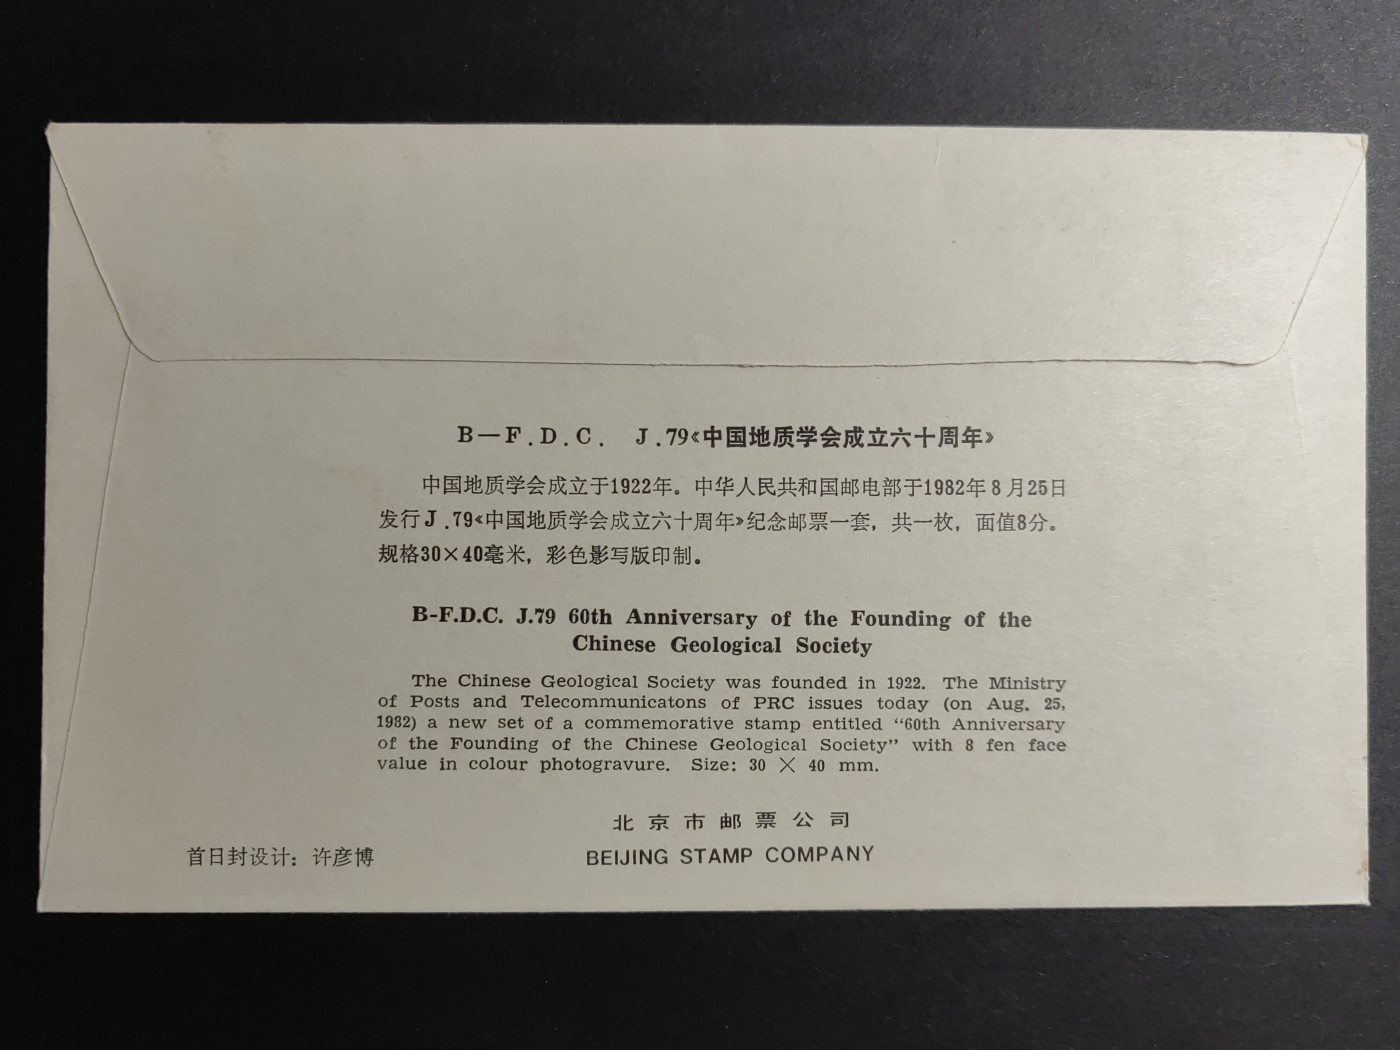 B—F.D.C. J.79《中国地质学会成立六十周年》
中国地质学会成立于1922年。中华人民共和国邮电部于1982年8月25日
发行J.79《中国地质学会成立六十周年》纪念邮票一套，共一枚，面值8分。
规格30×40毫米，彩色影写版印制。
B-F.D.C. J.79 60th Anniversary of the Founding of the
Chinese Geological Society
The Chinese Geological Society was founded in 1922. The Ministry
of Posts and Telecommunicatons of PRC issues today (on Aug. 25,
1982) a new set of a commemorative stamp entitled “60th Anniversary
of the Founding of the Chinese Geological Society” with 8 fen face
value in colour photogravure. Size: 30 × 40 mm.
北京市邮票公司
首日封设计：许彦博
BEIJING STAMP COMPANY